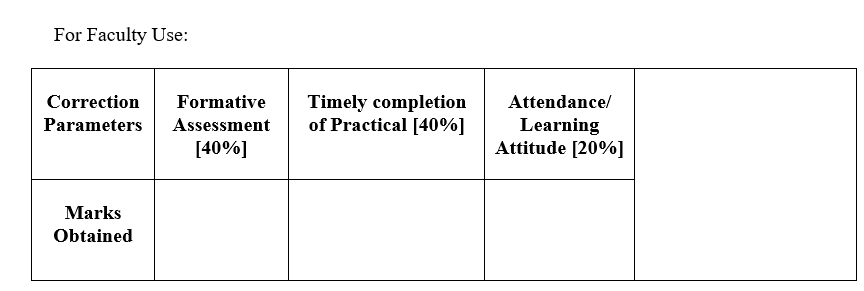 For Faculty Use:
Correction
Parameters
Formative
Assessment
[40%]
Timely completion
of Practical [40%]
Attendance/
Learning
Attitude [20%]
Marks
Obtained